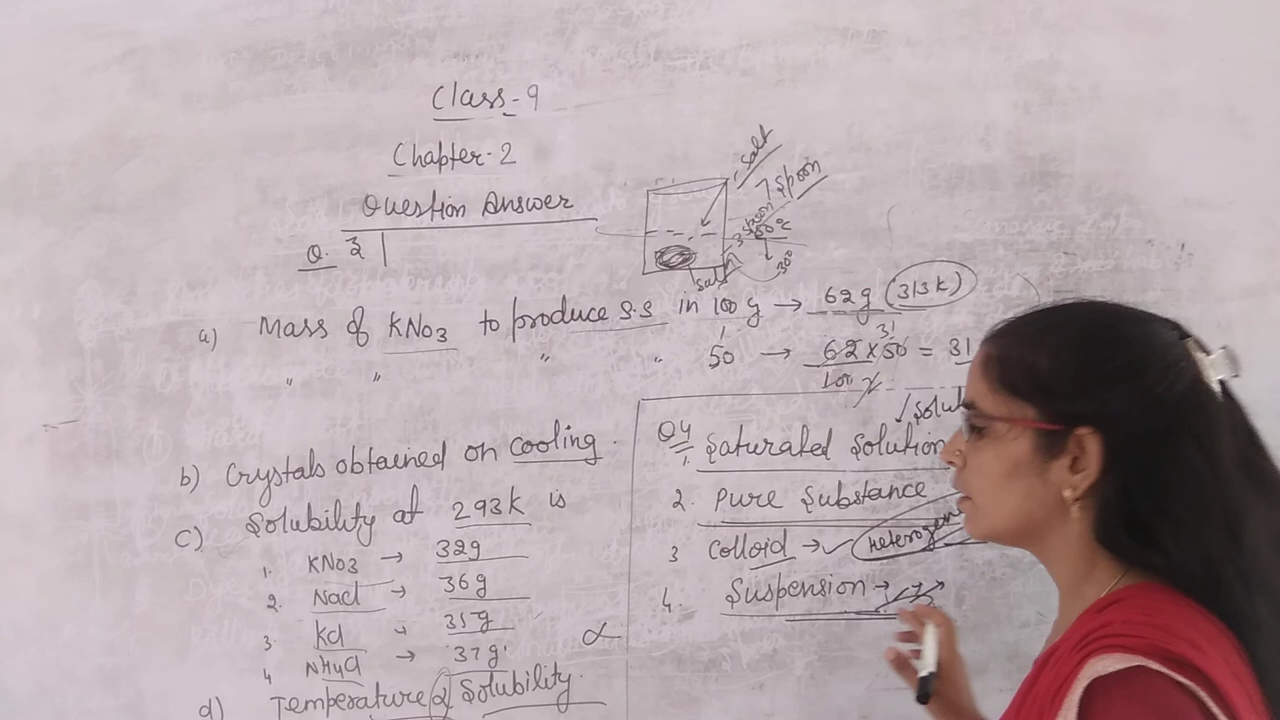 Class-9
Chapter-2
Question Answer
Q. 3
salt
7 spoon
3 spoon
30°
salt
a) Mass of KNO3 to produce S.S in 100 g → 62g (313K)
" " " " 50 → 62 x 50 = 31
31
100
b) Crystals obtained on cooling.
c) Solubility at 293K is
1. KNO3 → 32g
2. Nacl → 36g
3. Kcl → 35g
4 NH4Cl → 37g
d) Temperature α Solubility.
α
Q4
1. Saturated Solution
2. Pure Substance
3 Colloid → ✓ Heterogen
4. Suspension →